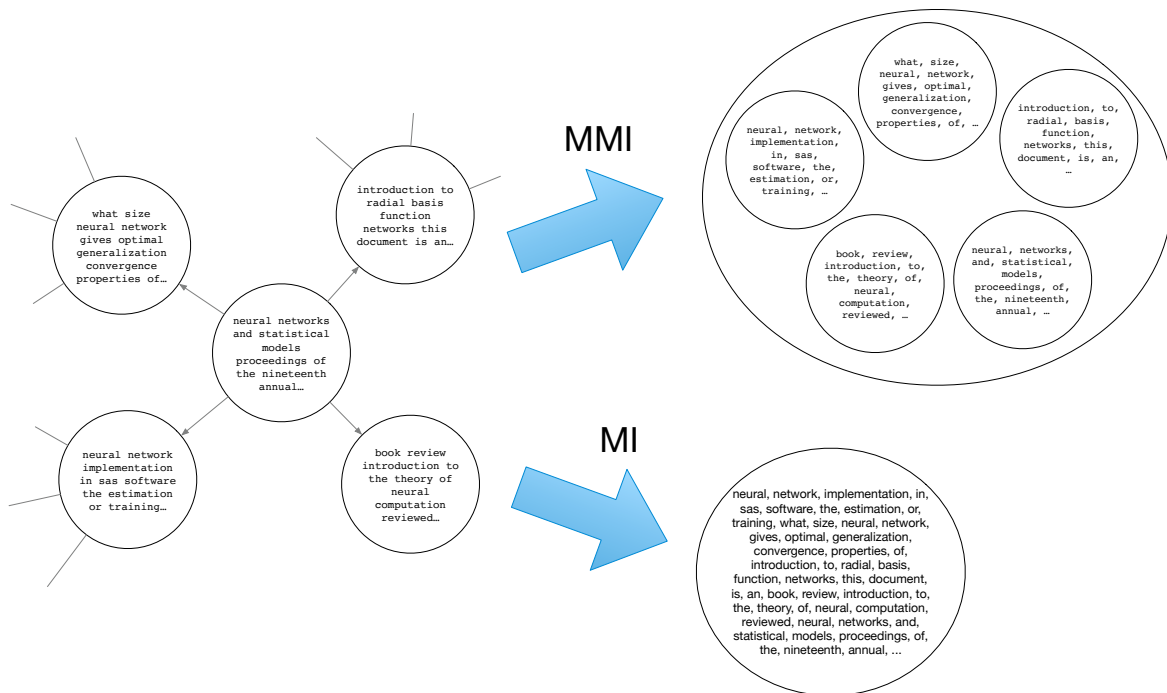 what size
neural network
gives optimal
generalization
convergence
properties of…
introduction to
radial basis
function
networks this
document is an…
neural networks
and statistical
models
proceedings of
the nineteenth
annual…
neural network
implementation
in sas software
the estimation
or training…
book review
introduction to
the theory of
neural
computation
reviewed…
MMI
what, size,
neural, network,
gives, optimal,
generalization,
convergence,
properties, of, …
neural, network,
implementation,
in, sas,
software, the,
estimation, or,
training, …
introduction, to,
radial, basis,
function,
networks, this,
document, is, an,
…
book, review,
introduction, to,
the, theory, of,
neural,
computation,
reviewed, …
neural, networks,
and, statistical,
models,
proceedings, of,
the, nineteenth,
annual, …
MI
neural, network, implementation, in,
sas, software, the, estimation, or,
training, what, size, neural, network,
gives, optimal, generalization,
convergence, properties, of,
introduction, to, radial, basis,
function, networks, this, document,
is, an, book, review, introduction, to,
the, theory, of, neural, computation,
reviewed, neural, networks, and,
statistical, models, proceedings, of,
the, nineteenth, annual, ...